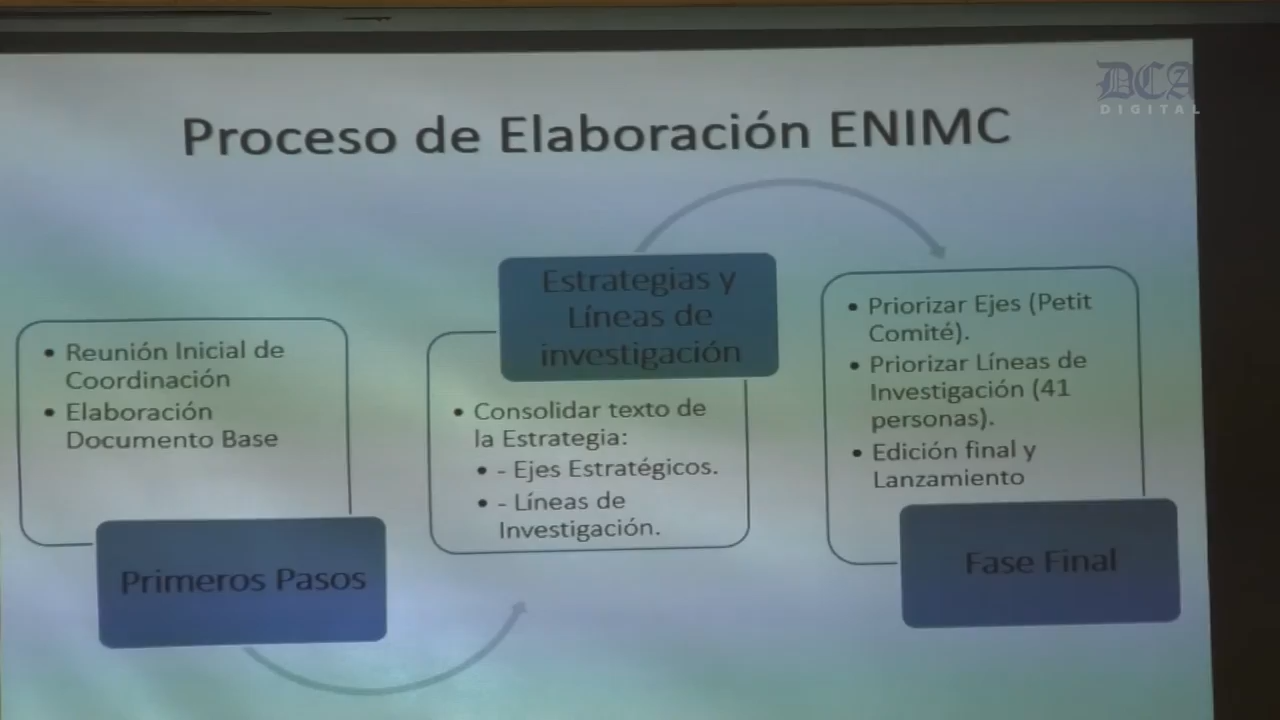 DCA
DIGITAL
Proceso de Elaboración ENIMC
• Reunión Inicial de
Coordinación
• Elaboración
Documento Base
Primeros Pasos
Estrategias y
Líneas de
investigación
• Consolidar texto de
la Estrategia:
• - Ejes Estratégicos.
• - Líneas de
Investigación.
• Priorizar Ejes (Petit
Comité).
• Priorizar Líneas de
Investigación (41
personas).
• Edición final y
Lanzamiento
Fase Final